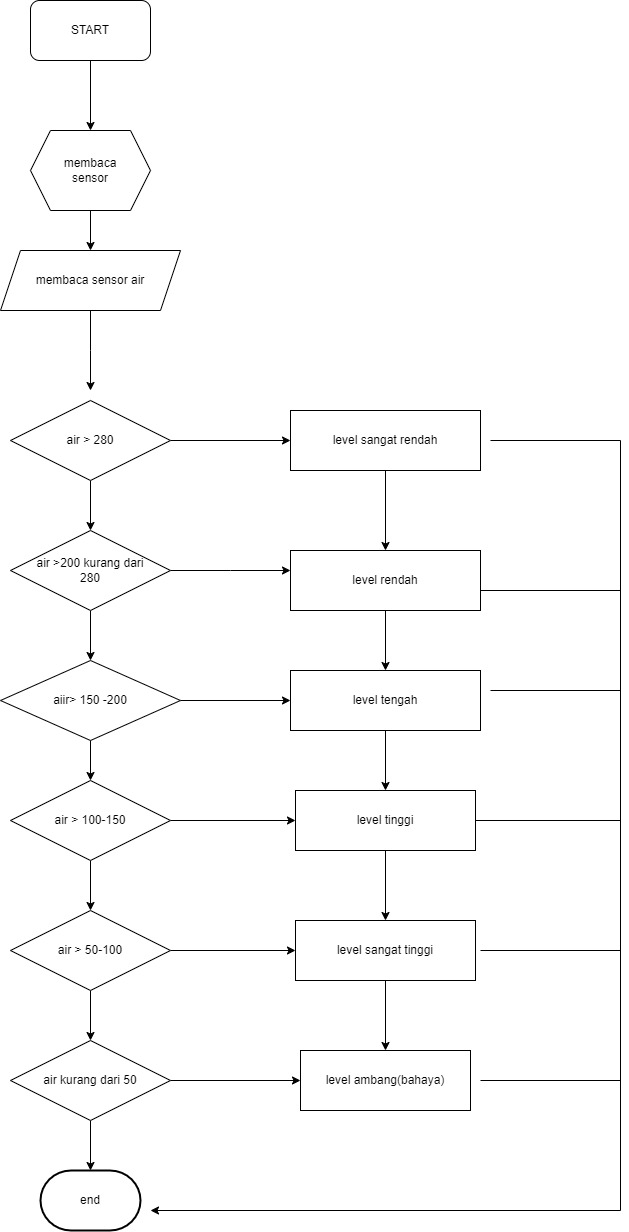 START
membaca
sensor
membaca sensor air
air > 280
level sangat rendah
air >200 kurang dari
280
level rendah
aiir> 150 -200
level tengah
air > 100-150
level tinggi
air > 50-100
level sangat tinggi
air kurang dari 50
level ambang(bahaya)
end